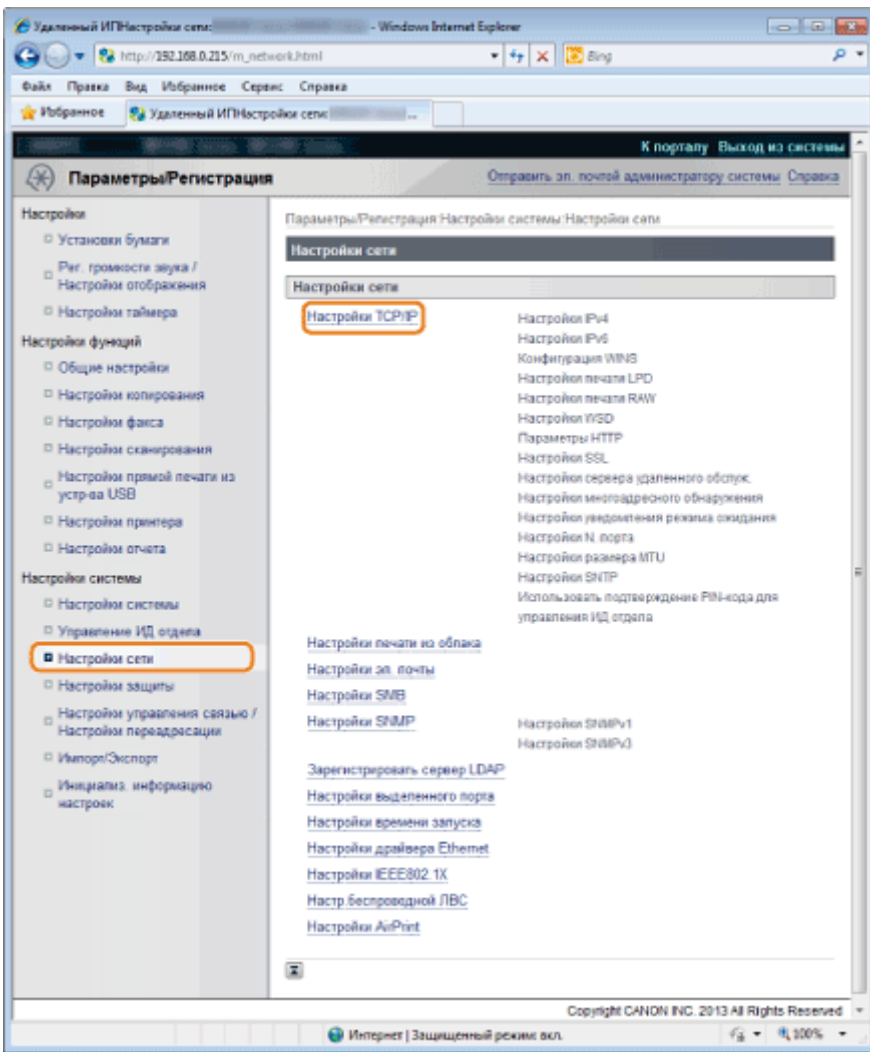 Удаленный ИПНастройки сети: - Windows Internet Explorer
http://192.168.0.215/m_network.html
Bing
Файл Правка Вид Избранное Сервис Справка
Избранное
Удаленный ИПНастройки сети: ...
К порталу Выход из системы
Параметры/Регистрация
Отправить эл. почтой администратору системы Справка
Настройки
Установки бумаги
Рег. громкости звука /
Настройки отображения
Настройки таймера
Настройки функций
Общие настройки
Настройки копирования
Настройки факса
Настройки сканирования
Настройки прямой печати из
устр-ва USB
Настройки принтера
Настройки отчета
Настройки системы
Настройки системы
Управление ИД отдела
Настройки сети
Настройки защиты
Настройки управления связью /
Настройки переадресации
Импорт/Экспорт
Инициализ. информацию
настроек
Параметры/Регистрация:Настройки системы:Настройки сети
Настройки сети
Настройки сети
Настройки TCP/IP
Настройки IPv4
Настройки IPv6
Конфигурация WINS
Настройки печати LPD
Настройки печати RAW
Настройки WSD
Параметры HTTP
Настройки SSL
Настройки сервера удаленного обслуж.
Настройки многоадресного обнаружения
Настройки уведомления режима ожидания
Настройки N. порта
Настройки размера MTU
Настройки SNTP
Использовать подтверждение PIN-кода для
управления ИД отдела
Настройки печати из облака
Настройки эл. почты
Настройки SMB
Настройки SNMP
Настройки SNMPv1
Настройки SNMPv3
Зарегистрировать сервер LDAP
Настройки выделенного порта
Настройки времени запуска
Настройки драйвера Ethernet
Настройки IEEE802.1X
Настр.беспроводной ЛВС
Настройки AirPrint
Copyright CANON INC. 2013 All Rights Reserved
Интернет | Защищенный режим: вкл.
100%